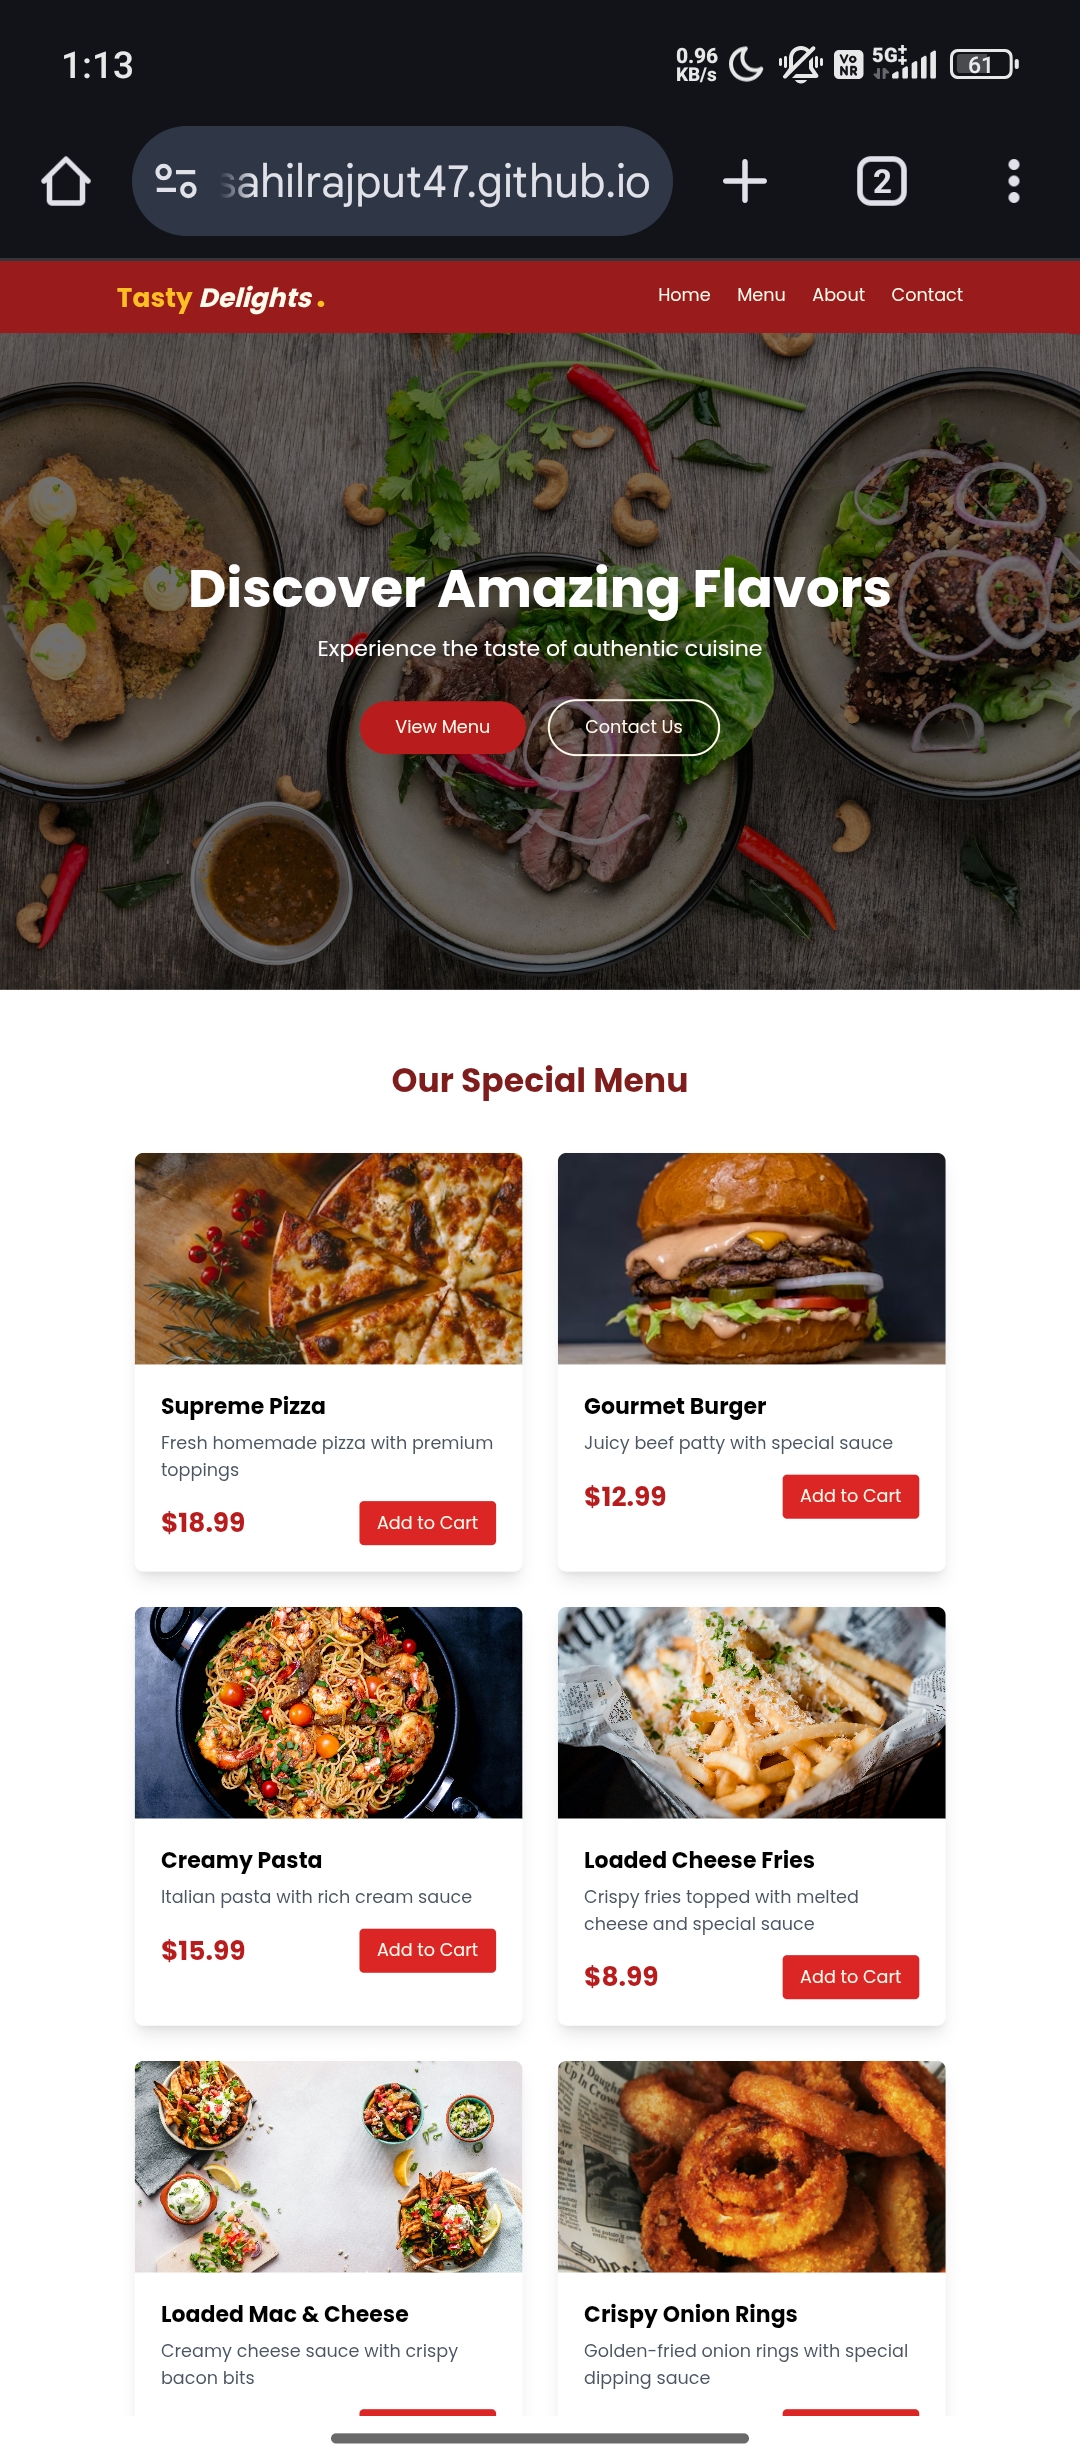 1:13
0.96
KB/s
Vo
NR
5G‡
61
sahilrajput47.github.io
2
Tasty Delights .
Home Menu About Contact
Discover Amazing Flavors
Experience the taste of authentic cuisine
View Menu
Contact Us
Our Special Menu
Supreme Pizza
Fresh homemade pizza with premium
toppings
$18.99
Add to Cart
Gourmet Burger
Juicy beef patty with special sauce
$12.99
Add to Cart
Creamy Pasta
Italian pasta with rich cream sauce
$15.99
Add to Cart
Loaded Cheese Fries
Crispy fries topped with melted
cheese and special sauce
$8.99
Add to Cart
Loaded Mac & Cheese
Creamy cheese sauce with crispy
bacon bits
Crispy Onion Rings
Golden-fried onion rings with special
dipping sauce